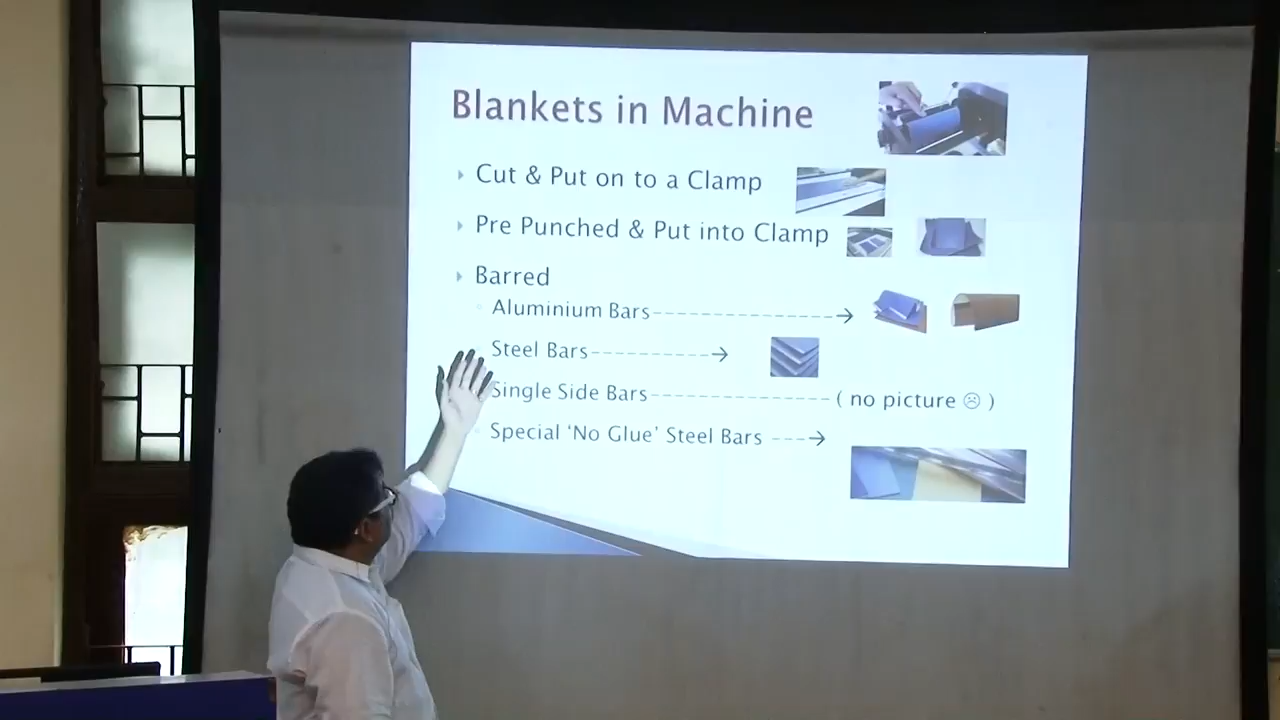 Blankets in Machine
Cut & Put on to a Clamp
Pre Punched & Put into Clamp
Barred
Aluminium Bars--------------------→
Steel Bars-----------→
Single Side Bars--------------------( no picture ☹ )
Special ‘No Glue’ Steel Bars ---→